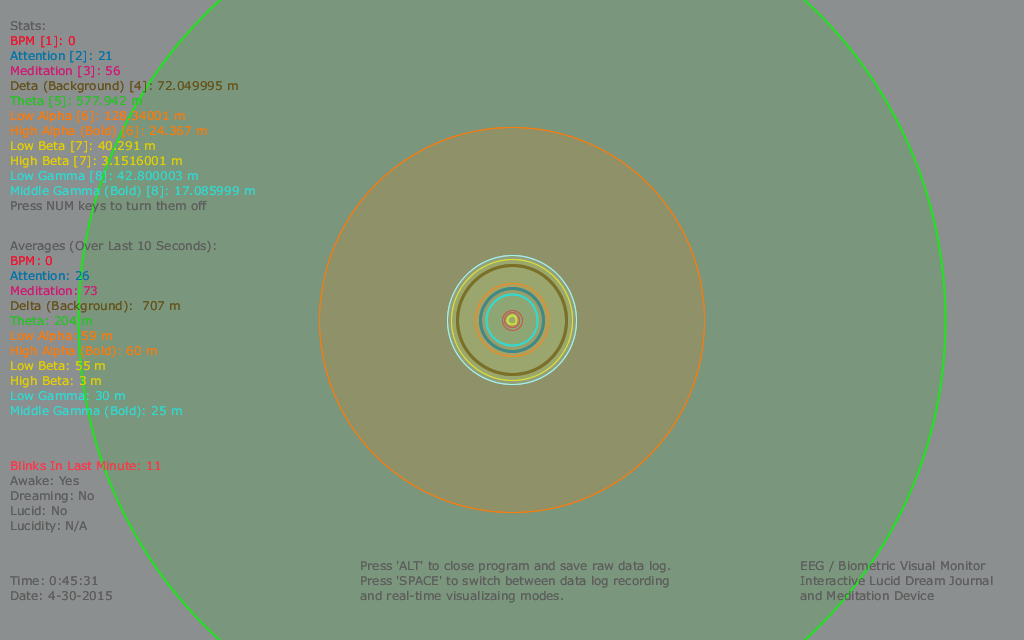 Stats:
BPM [1]: 0
Attention [2]: 21
Meditation [3]: 56
Deta (Background) [4]: 72.049995 m
Theta [5]: 577.942 m
Low Alpha [6]: 128.34801 m
High Alpha (Bold) [6]: 24.367 m
Low Beta [7]: 40.291 m
High Beta [7]: 3.1516001 m
Low Gamma [8]: 42.800003 m
Middle Gamma (Bold) [8]: 17.085999 m
Press NUM keys to turn them off
Averages (Over Last 10 Seconds):
BPM: 0
Attention: 26
Meditation: 73
Delta (Background): 707 m
Theta: 204 m
Low Alpha: 59 m
High Alpha (Bold): 60 m
Low Beta: 55 m
High Beta: 3 m
Low Gamma: 30 m
Middle Gamma (Bold): 25 m
Blinks In Last Minute: 11
Awake: Yes
Dreaming: No
Lucid: No
Lucidity: N/A
Time: 0:45:31
Date: 4-30-2015
Press 'ALT' to close program and save raw data log.
Press 'SPACE' to switch between data log recording
and real-time visualizaing modes.
EEG / Biometric Visual Monitor
Interactive Lucid Dream Journal
and Meditation Device